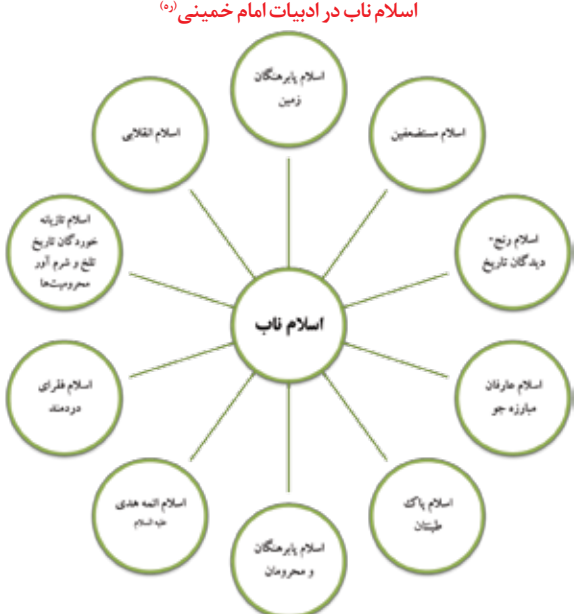 اسلام ناب در ادبیات امام خمینی(ره)
اسلام پابرهنگان
زمین
اسلام مستضعفین
اسلام رنج-
دیدگان تاریخ
اسلام عارفان
مبارزه جو
اسلام پاک
طینتان
اسلام پابرهنگان
و محرومان
اسلام ائمه هدی
علیه السلام
اسلام فقرای
دردمند
اسلام تازیانه
خوردگان تاریخ
تلخ و شرم آور
محرومیت‌ها
اسلام انقلابی
اسلام ناب